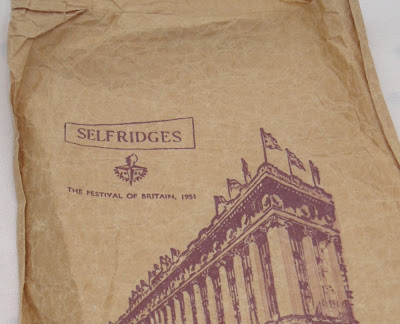 SELFRIDGES
THE FESTIVAL OF BRITAIN, 1951